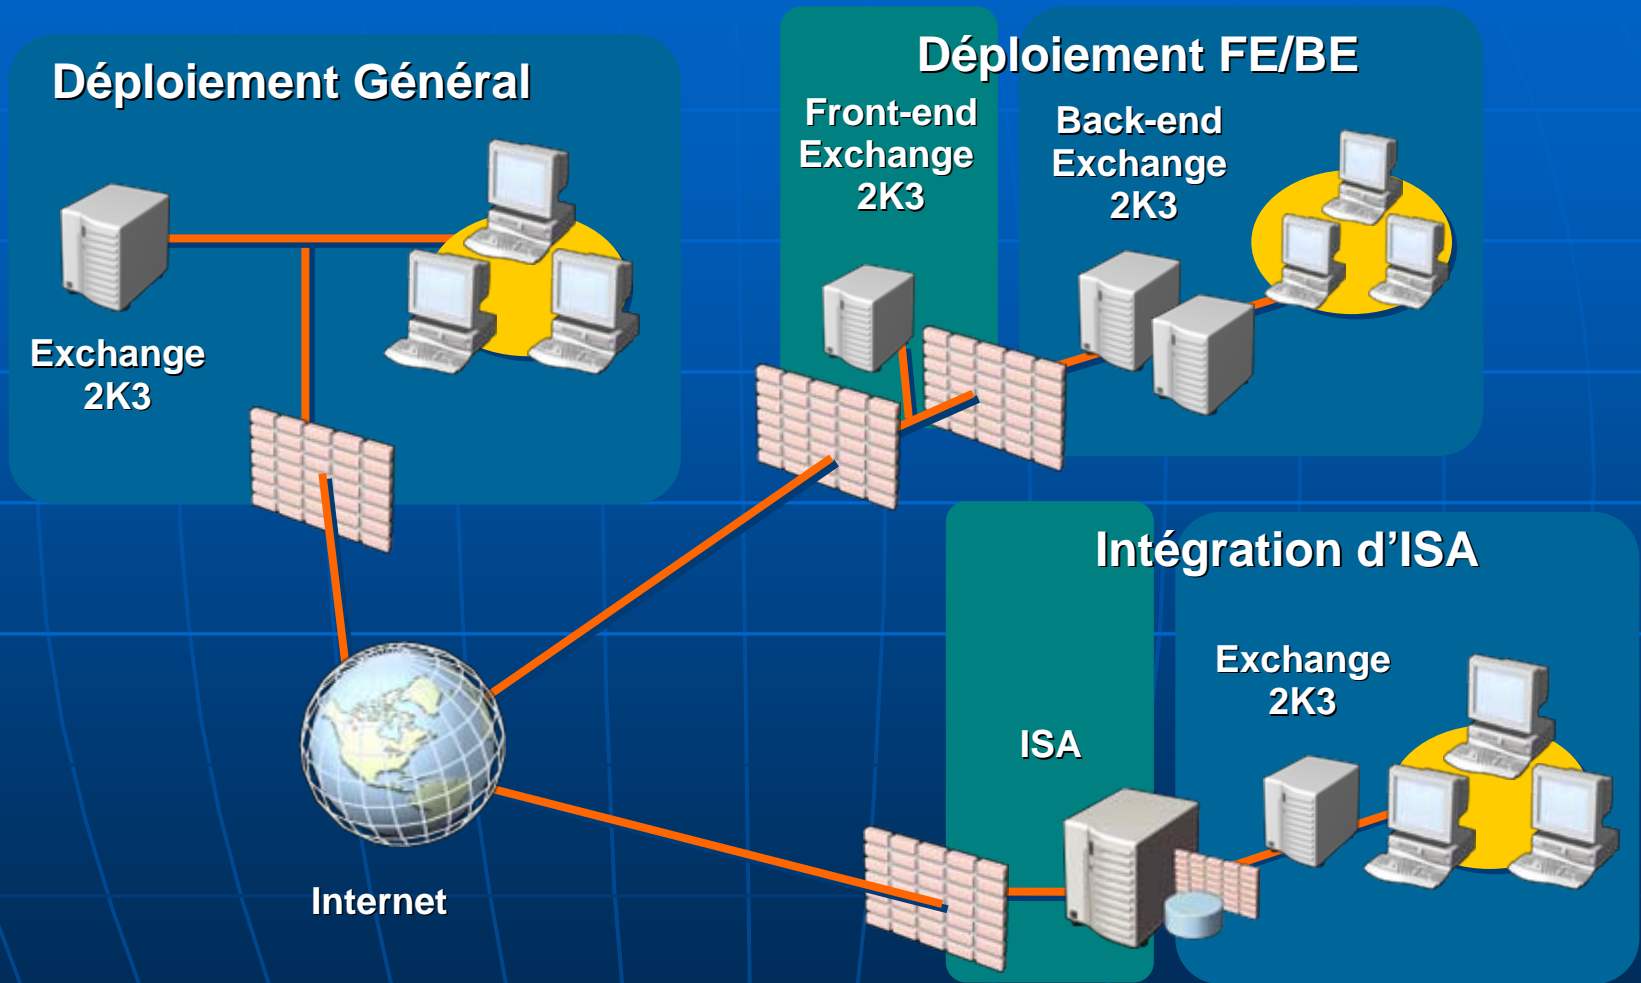 Déploiement Général
Exchange
2K3
Déploiement FE/BE
Front-end
Exchange
2K3
Back-end
Exchange
2K3
Intégration d’ISA
ISA
Exchange
2K3
Internet